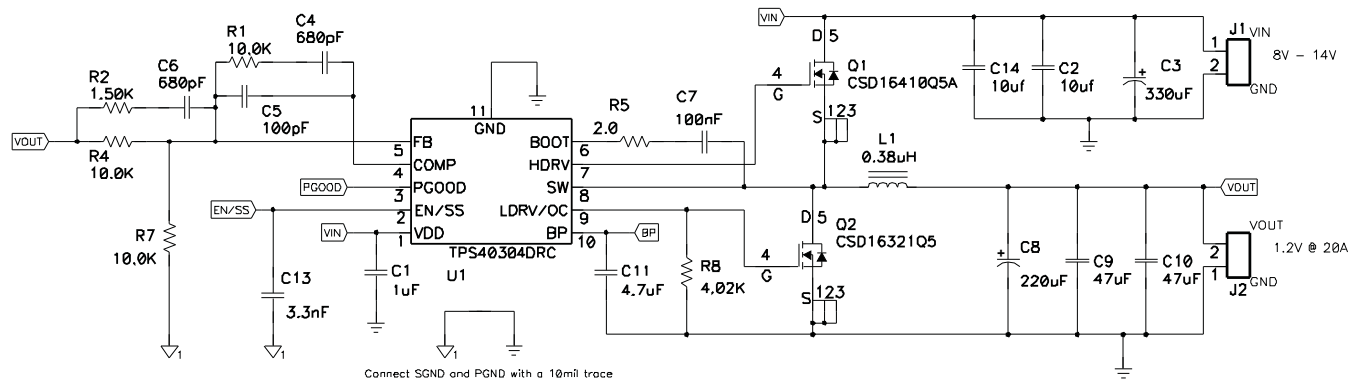 VIN
D 5
4
G
Q1
CSD16410Q5A
S 123
C14
10uf
C2
10uf
C3
+
330uF
J1
1
2
VIN
GND
8V - 14V
R1
10.0K
C4
680pF
R2
1.50K
C6
680pF
C5
100pF
VOUT
R4
10.0K
R7
10.0K
1
PGOOD
EN/SS
VIN
C13
3.3nF
1
C1
1uF
11
GND
FB
5
COMP
4
PGOOD
3
EN/SS
2
VDD
1
BOOT
6
HDRV
7
SW
8
LDRV/OC
9
BP
10
TPS40304DRC
U1
R5
2.0
C7
100nF
BP
C11
4.7uF
R8
4.02K
L1
0.38uH
D 5
4
G
Q2
CSD16321Q5
S 123
C8
+
220uF
C9
47uF
C10
47uF
VOUT
VOUT
2
1
GND
J2
1.2V @ 20A
1
Connect SGND and PGND with a 10mil trace